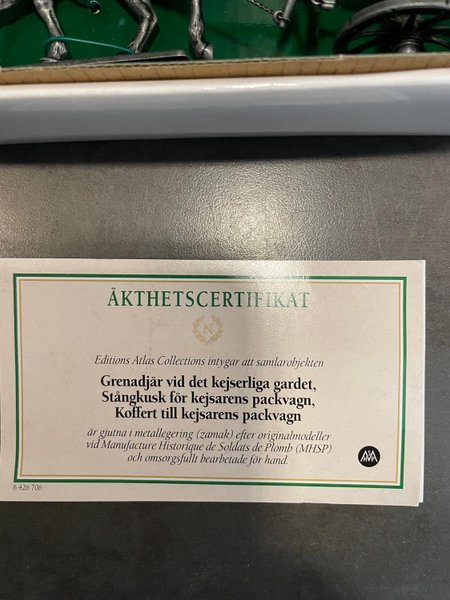 ÄKTHETSCERTIFIKAT
N
Editions Atlas Collections intygar att samlarobjekten
Grenadjär vid det kejserliga gardet,
Stångkusk för kejsarens packvagn,
Koffert till kejsarens packvagn
är gjutna i metallegering (zamak) efter originalmodeller
vid Manufacture Historique de Soldats de Plomb (MHSP)
och omsorgsfullt bearbetade för hand.
6 426 706